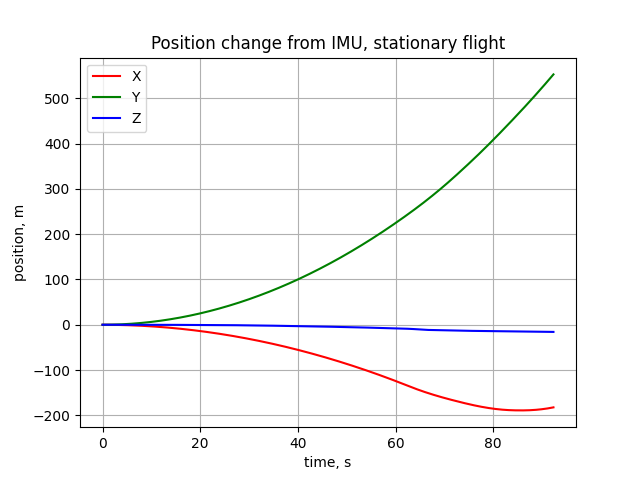 Position change from IMU, stationary flight
X
Y
Z
500
400
300
200
100
0
−100
−200
position, m
0 20 40 60 80
time, s